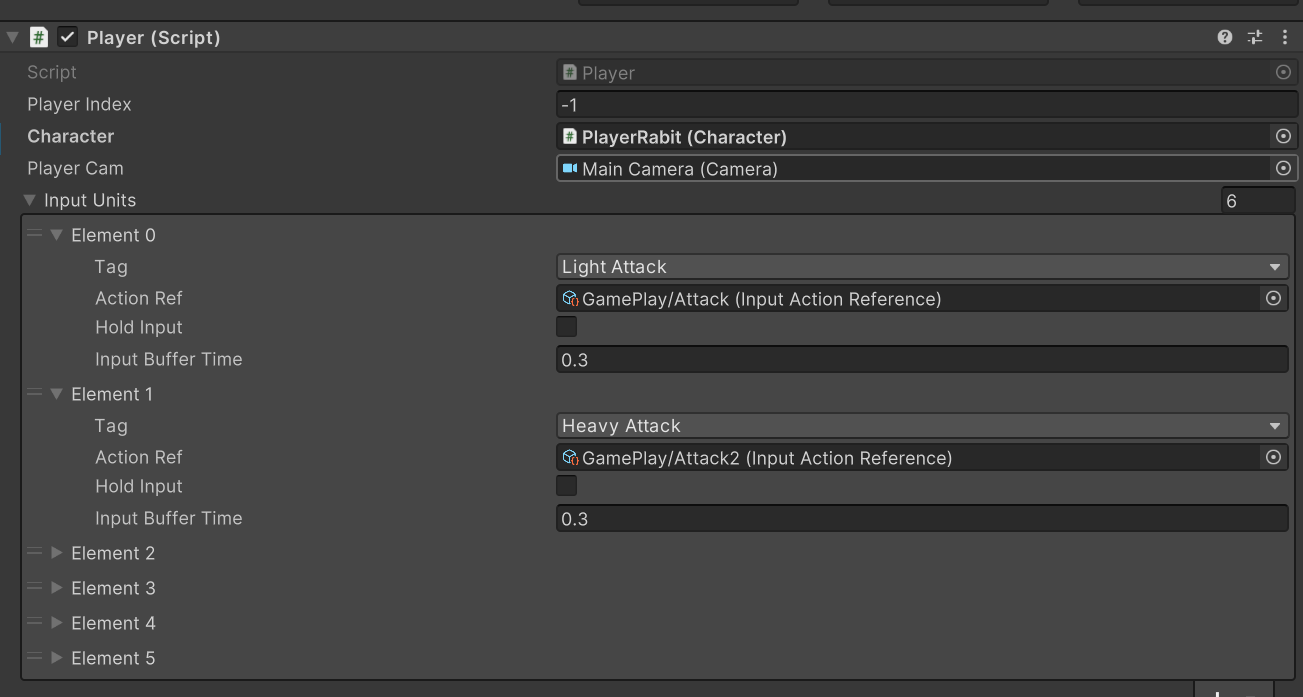 Player (Script)
Script
Player
Player Index
-1
Character
PlayerRabit (Character)
Player Cam
Main Camera (Camera)
Input Units
6
Element 0
Tag
Light Attack
Action Ref
GamePlay/Attack (Input Action Reference)
Hold Input
Input Buffer Time
0.3
Element 1
Tag
Heavy Attack
Action Ref
GamePlay/Attack2 (Input Action Reference)
Hold Input
Input Buffer Time
0.3
Element 2
Element 3
Element 4
Element 5